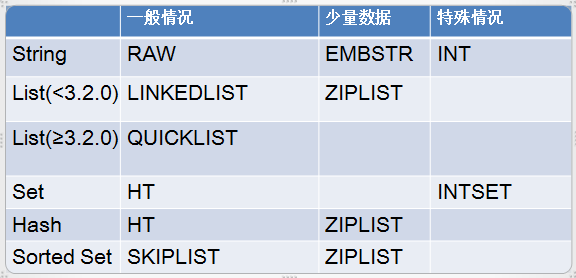 一般情况 少量数据 特殊情况
String RAW EMBSTR INT
List(<3.2.0) LINKEDLIST ZIPLIST
List(≥3.2.0) QUICKLIST
Set HT INTSET
Hash HT ZIPLIST
Sorted Set SKIPLIST ZIPLIST